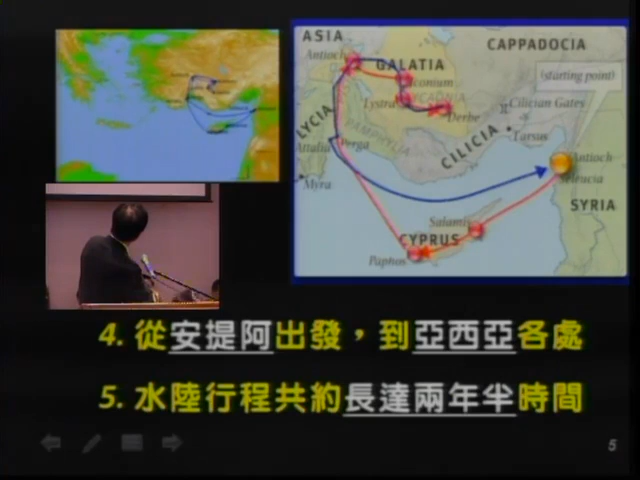 ASIA
CAPPADOCIA
Antioch
GALATIA
(starting point)
Iconium
LYCAONIA
Lystra
Derbe
Cilician Gates
LYCIA
PAMPHYLIA
CILICIA
Tarsus
Attalia
Perga
Antioch
Seleucia
Myra
SYRIA
Salamis
CYPRUS
Paphos
4. 從安提阿出發，到亞西亞各處
5. 水陸行程共約長達兩年半時間
5